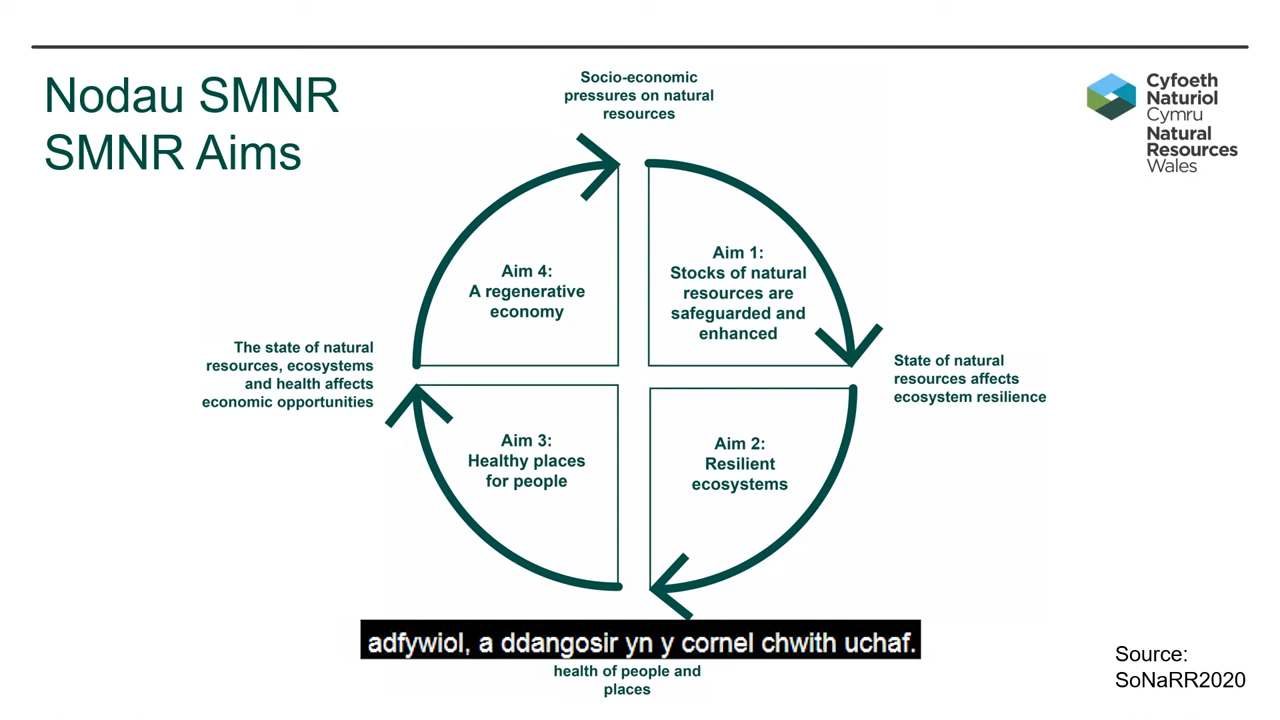 Nodau SMNR
SMNR Aims
Socio-economic
pressures on natural
resources
Cyfoeth
Naturiol
Cymru
Natural
Resources
Wales
Aim 4:
A regenerative
economy
Aim 1:
Stocks of natural
resources are
safeguarded and
enhanced
The state of natural
resources, ecosystems
and health affects
economic opportunities
State of natural
resources affects
ecosystem resilience
Aim 3:
Healthy places
for people
Aim 2:
Resilient
ecosystems
adfywiol, a ddangosir yn y cornel chwith uchaf.
health of people and
places
Source:
SoNaRR2020